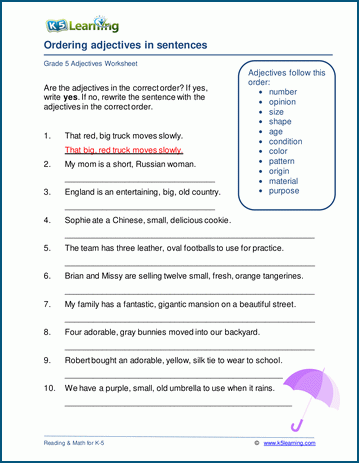 K5 Learning
Ordering adjectives in sentences
Grade 5 Adjectives Worksheet
Are the adjectives in the correct order? If yes,
write yes. If no, rewrite the sentence with the
adjectives in the correct order.
Adjectives follow this
order:
• number
• opinion
• size
• shape
• age
• condition
• color
• pattern
• origin
• material
• purpose
1. That red, big truck moves slowly.
That big, red truck moves slowly.
2. My mom is a short, Russian woman.
3. England is an entertaining, big, old country.
4. Sophie ate a Chinese, small, delicious cookie.
5. The team has three leather, oval footballs to use for practice.
6. Brian and Missy are selling twelve small, fresh, orange tangerines.
7. My family has a fantastic, gigantic mansion on a beautiful street.
8. Four adorable, gray bunnies moved into our backyard.
9. Robert bought an adorable, yellow, silk tie to wear to school.
10. We have a purple, small, old umbrella to use when it rains.
Reading & Math for K-5
© www.k5learning.com